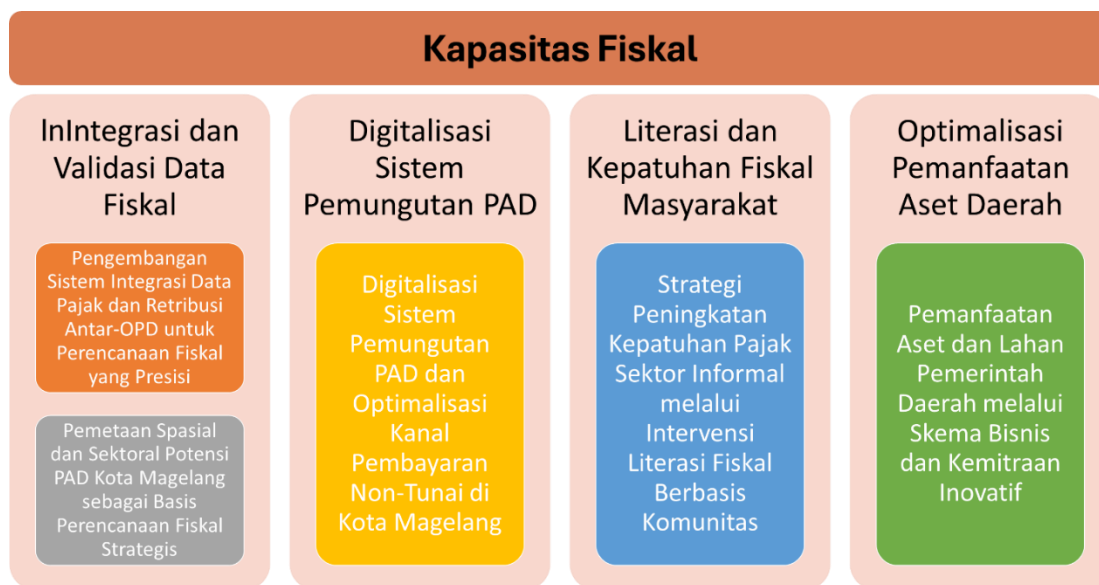 Kapasitas Fiskal
InIntegrasi dan
Validasi Data
Fiskal
Pengembangan
Sistem Integrasi Data
Pajak dan Retribusi
Antar-OPD untuk
Perencanaan Fiskal
yang Presisi
Pemetaan Spasial
dan Sektoral Potensi
PAD Kota Magelang
sebagai Basis
Perencanaan Fiskal
Strategis
Digitalisasi
Sistem
Pemungutan PAD
Digitalisasi
Sistem
Pemungutan
PAD dan
Optimalisasi
Kanal
Pembayaran
Non-Tunai di
Kota Magelang
Literasi dan
Kepatuhan Fiskal
Masyarakat
Strategi
Peningkatan
Kepatuhan Pajak
Sektor Informal
melalui
Intervensi
Literasi Fiskal
Berbasis
Komunitas
Optimalisasi
Pemanfaatan
Aset Daerah
Pemanfaatan
Aset dan Lahan
Pemerintah
Daerah melalui
Skema Bisnis
dan Kemitraan
Inovatif